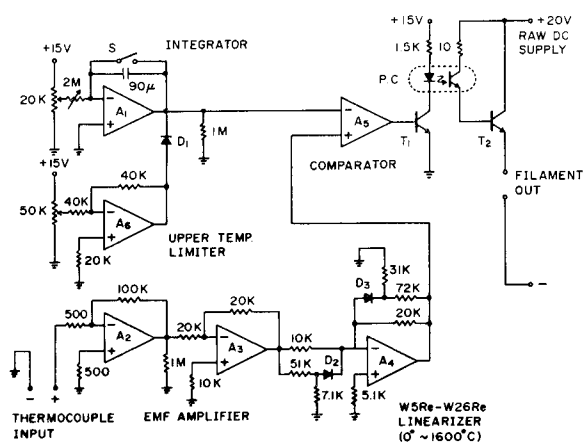 +15V
+20V
+15V
S
INTEGRATOR
1.5K
10
RAW DC
SUPPLY
2M
90μ
P.C
20K
A1
A5
T1
T2
D1
1M
COMPARATOR
+15V
40K
FILAMENT
OUT
50K
40K
A6
UPPER TEMP.
LIMITER
20K
31K
D3
72K
100K
20K
20K
500
A2
20K
A3
10K
A4
51K
D2
500
1M
10K
7.1K
5.1K
W5Re-W26Re
LINEARIZER
(0°~1600°C)
THERMOCOUPLE
INPUT
EMF AMPLIFIER